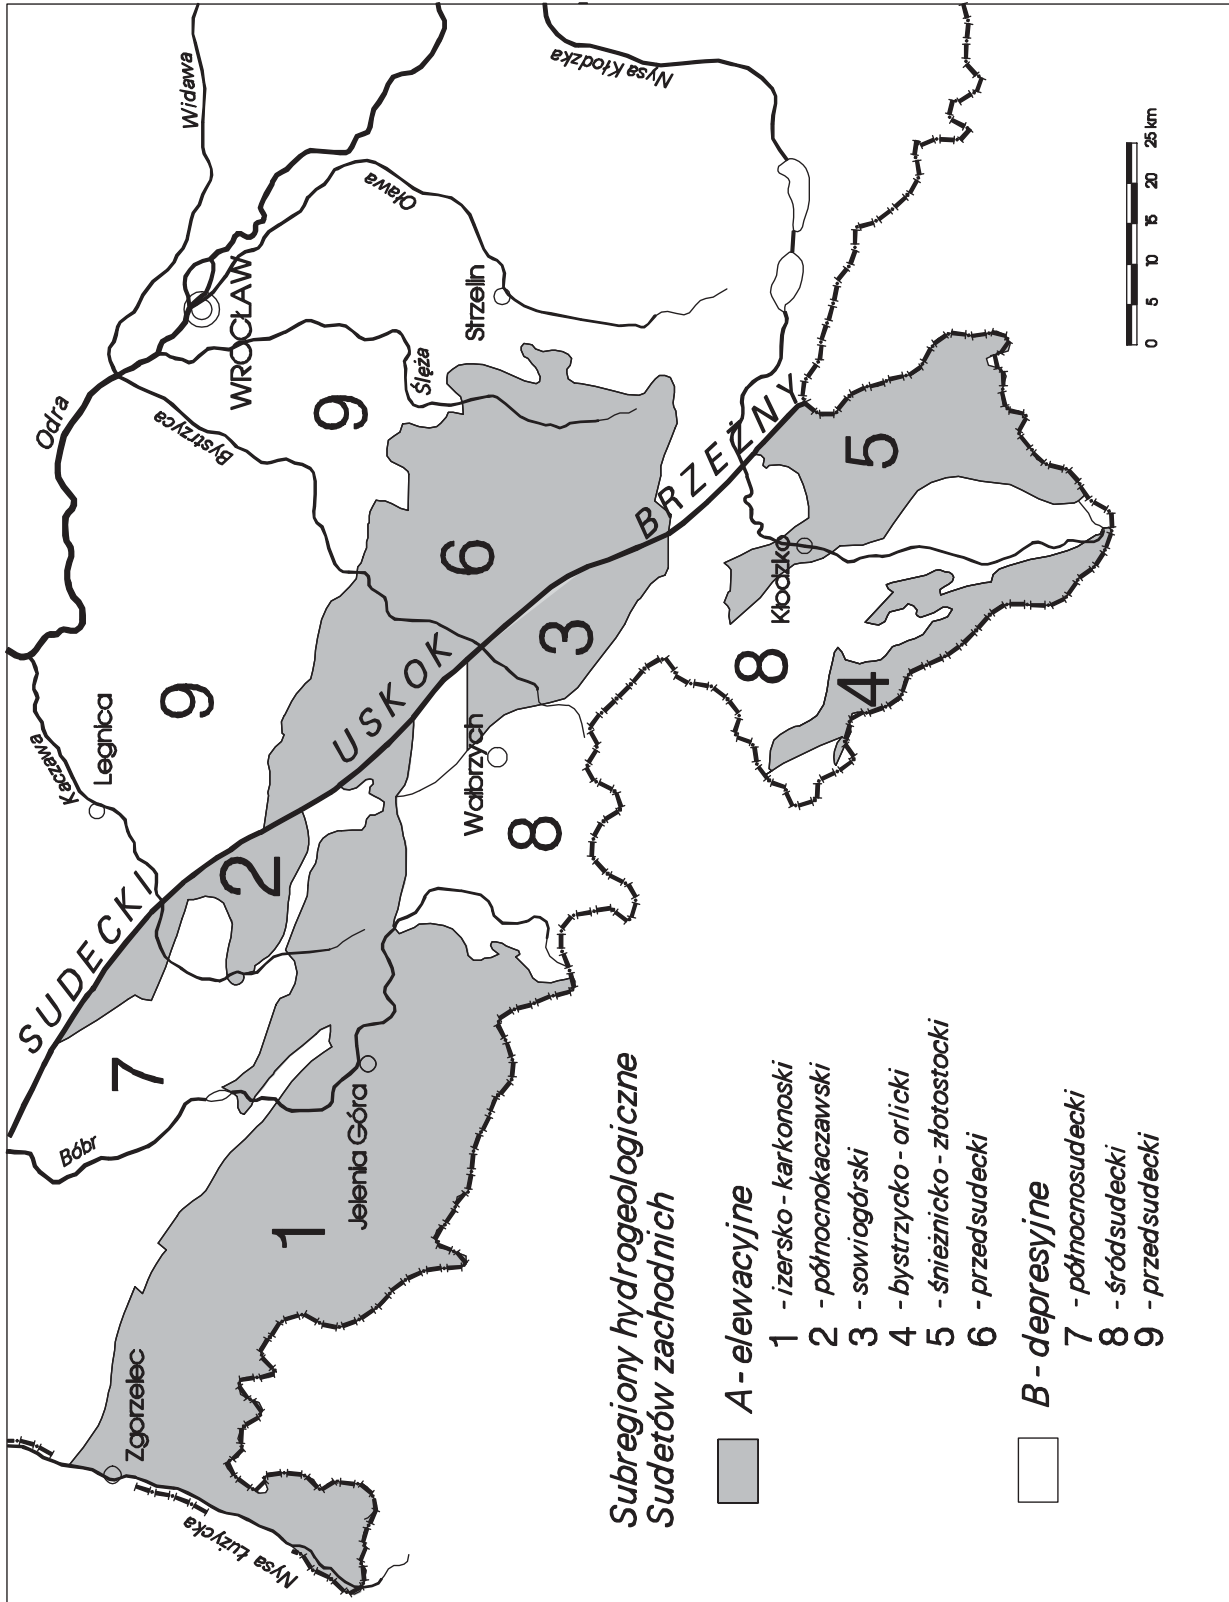 Odra
Widawa
Kaczawa
Legnica
WROCŁAW
Bystrzyca
Oława
Nysa Kłodzka
Ślęża
Strzelin
9
9
SUDECKI
USKOK
BRZEŻNY
Bóbr
7
2
6
3
Zgorzelec
Nysa Łużycka
1
Jelenia Góra
Wałbrzych
8
8
Kłodzko
5
4
Subregiony hydrogeologiczne
Sudetów zachodnich
A - elewacyjne
1 - izersko - karkonoski
2 - północnokaczawski
3 - sowiogórski
4 - bystrzycko - orlicki
5 - śnieżnicko - złotostocki
6 - przedsudecki
B - depresyjne
7 - północnosudecki
8 - śródsudecki
9 - przedsudecki
0 5 10 15 20 25 km